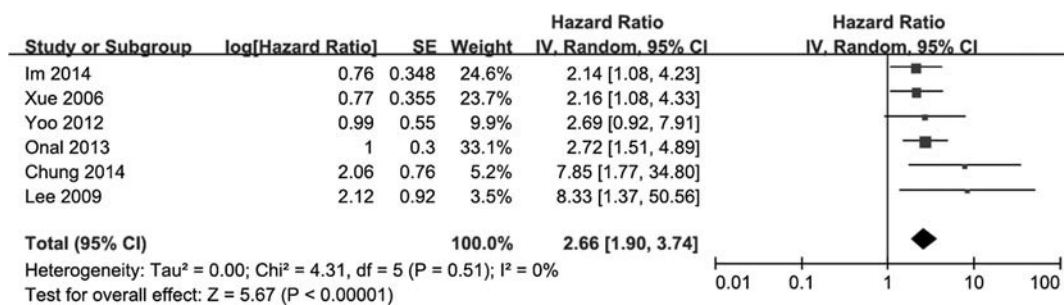 Hazard Ratio Hazard Ratio
Study or Subgroup log[Hazard Ratio] SE Weight IV, Random, 95% CI IV, Random, 95% CI
Im 2014 0.76 0.348 24.6% 2.14 [1.08, 4.23]
Xue 2006 0.77 0.355 23.7% 2.16 [1.08, 4.33]
Yoo 2012 0.99 0.55 9.9% 2.69 [0.92, 7.91]
Onal 2013 1 0.3 33.1% 2.72 [1.51, 4.89]
Chung 2014 2.06 0.76 5.2% 7.85 [1.77, 34.80]
Lee 2009 2.12 0.92 3.5% 8.33 [1.37, 50.56]
Total (95% CI) 100.0% 2.66 [1.90, 3.74]
Heterogeneity: Tau² = 0.00; Chi² = 4.31, df = 5 (P = 0.51); I² = 0%
Test for overall effect: Z = 5.67 (P < 0.00001)
0.01 0.1 1 10 100